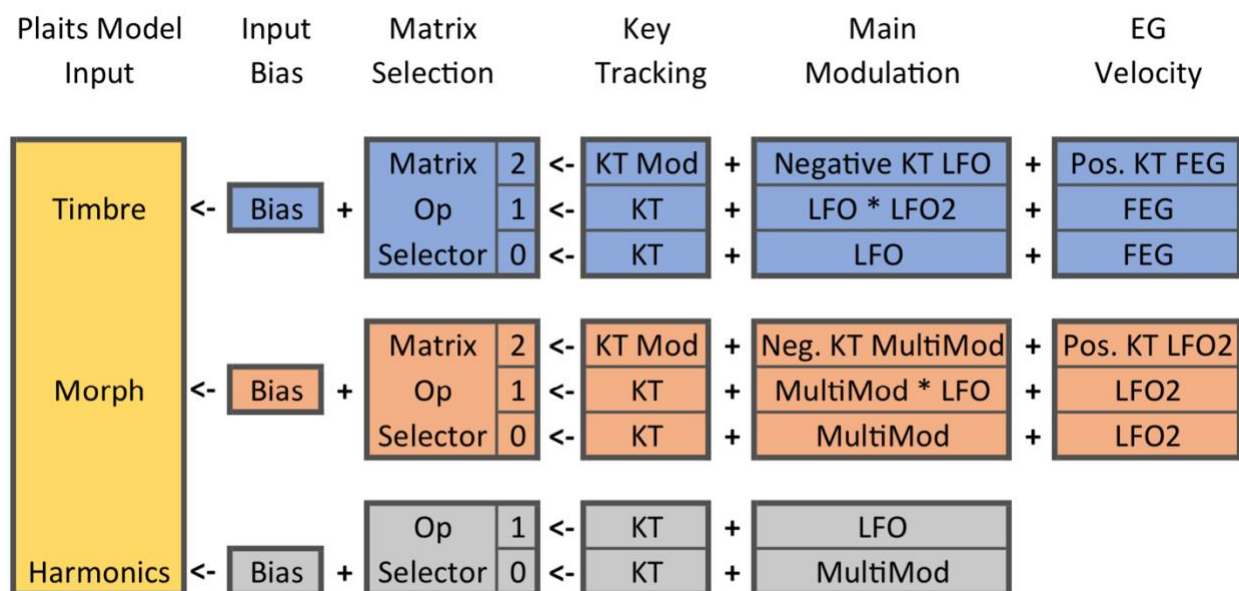 Plaits Model Input Matrix Key Main EG
Input Bias Selection Tracking Modulation Velocity
Matrix 2 <- KT Mod + Negative KT LFO + Pos. KT FEG
Timbre <- Bias + Op 1 <- KT + LFO * LFO2 + FEG
Selector 0 <- KT + LFO + FEG
Matrix 2 <- KT Mod + Neg. KT MultiMod + Pos. KT LFO2
Morph <- Bias + Op 1 <- KT + MultiMod * LFO + LFO2
Selector 0 <- KT + MultiMod + LFO2
Op 1 <- KT + LFO
Harmonics <- Bias + Selector 0 <- KT + MultiMod